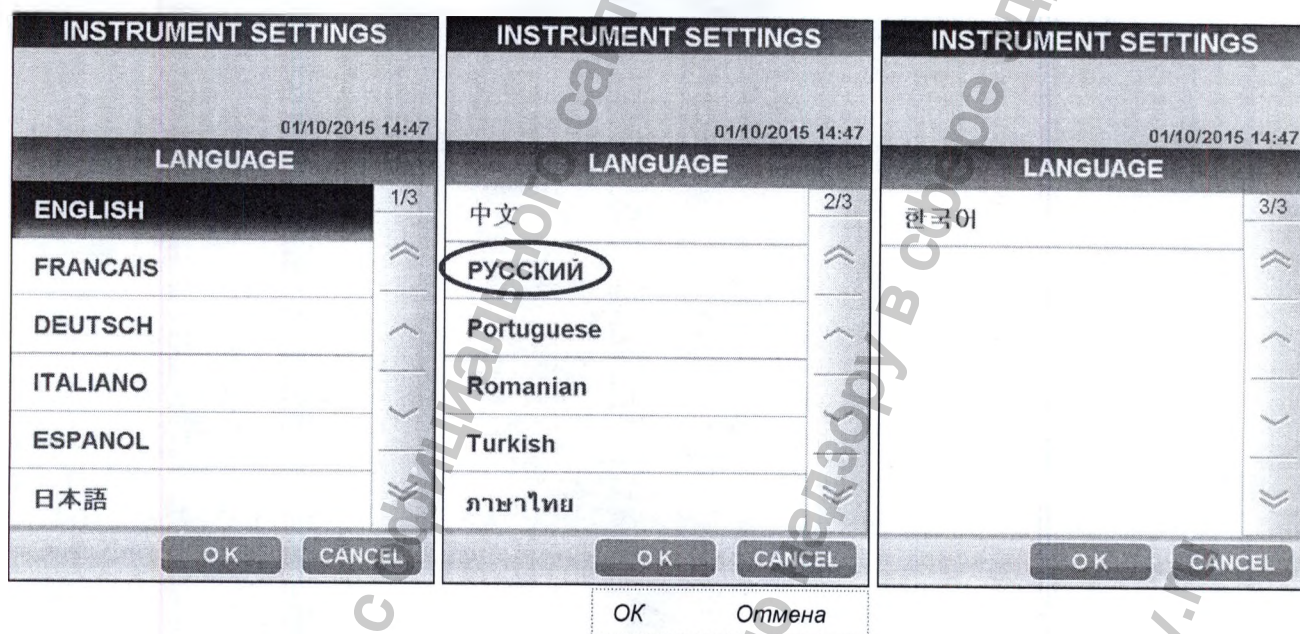 INSTRUMENT SETTINGS
01/10/2015 14:47
LANGUAGE
ENGLISH
1/3
FRANCAIS
DEUTSCH
ITALIANO
ESPANOL
日本語
OK
CANCEL
INSTRUMENT SETTINGS
01/10/2015 14:47
LANGUAGE
中文
2/3
РУССКИЙ
Portuguese
Romanian
Turkish
ภาษาไทย
OK
CANCEL
OK
Отмена
INSTRUMENT SETTINGS
01/10/2015 14:47
LANGUAGE
한국어
3/3
OK
CANCEL
с официального
надзору в сфере